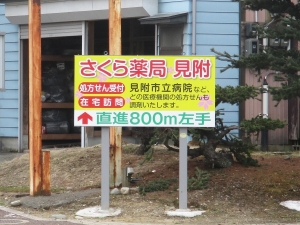 さくら薬局 見附
処方せん受付
在宅訪問
見附市立病院など、
どの医療機関の処方せんも
調剤いたします。
↑直進800m左手